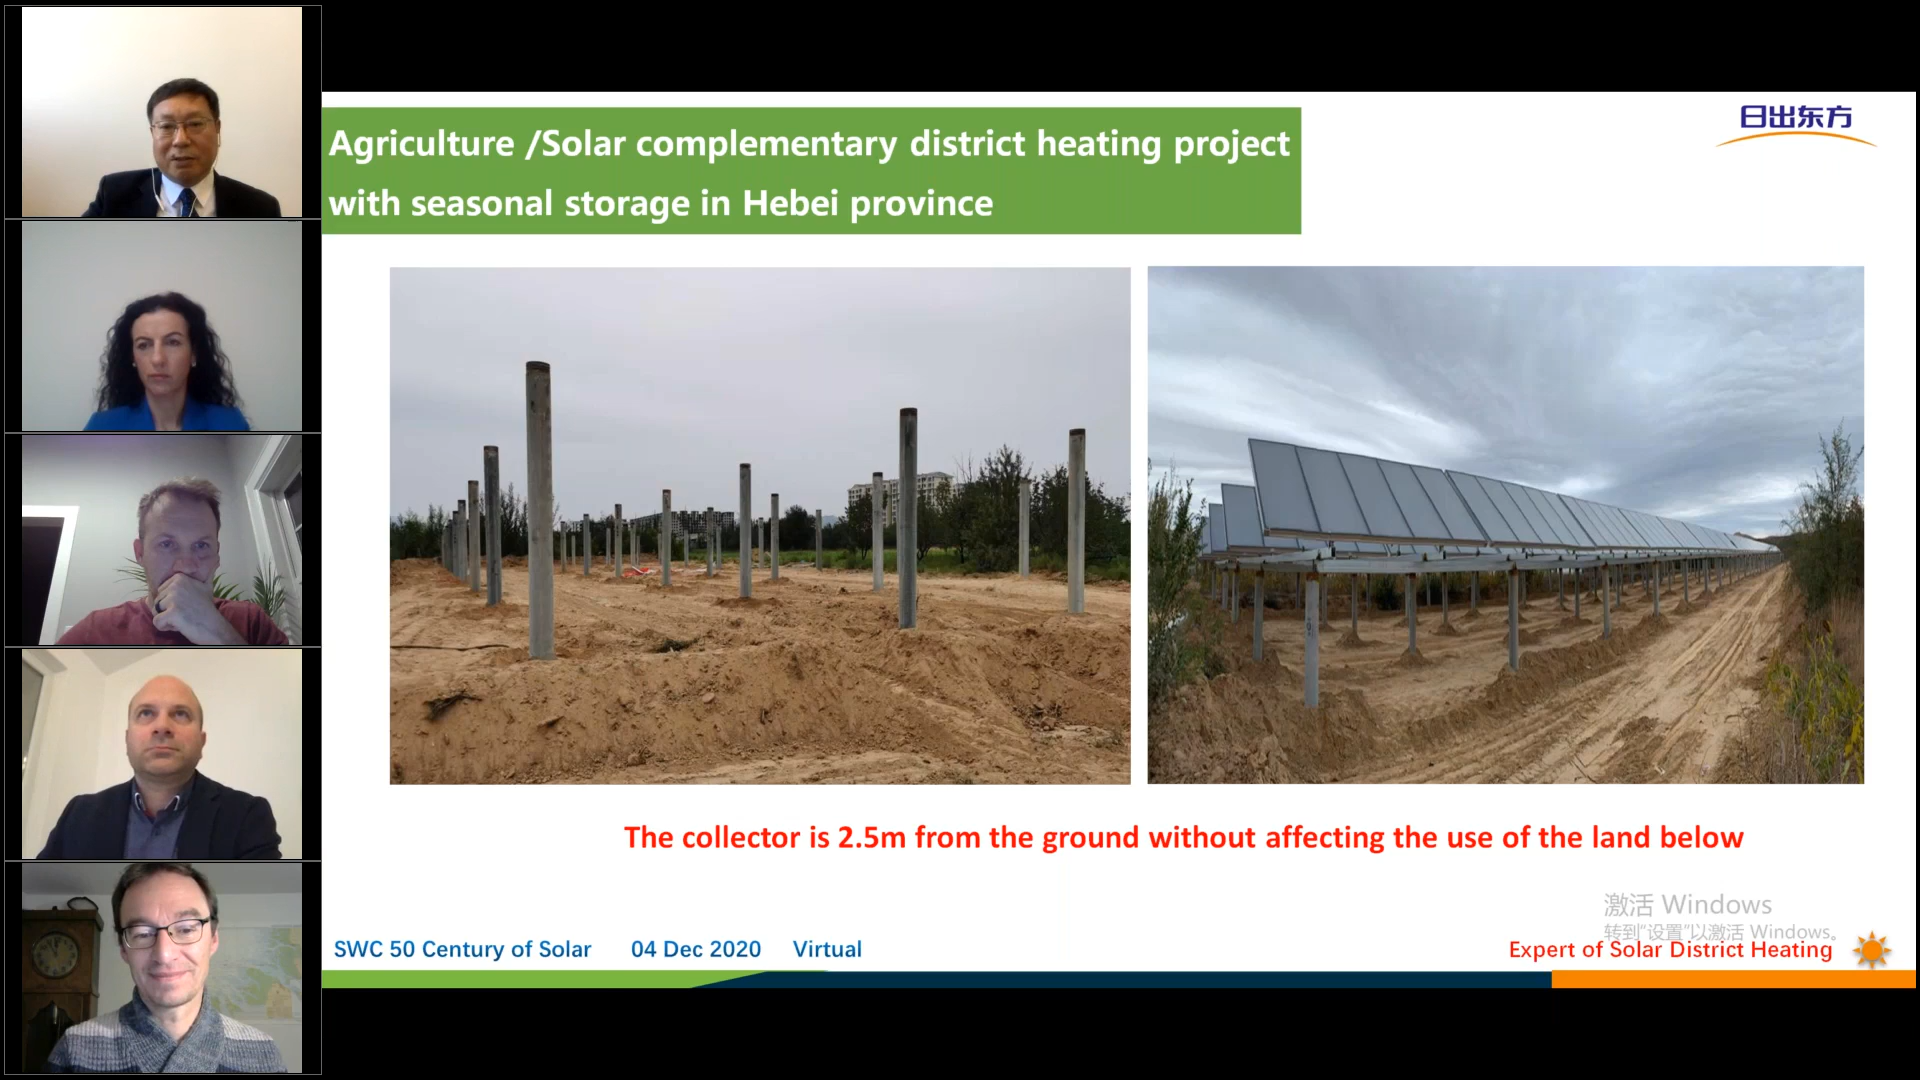 Agriculture /Solar complementary district heating project
with seasonal storage in Hebei province
日出东方
The collector is 2.5m from the ground without affecting the use of the land below
激活 Windows
转到"设置"以激活 Windows。
SWC 50 Century of Solar 04 Dec 2020 Virtual
Expert of Solar District Heating